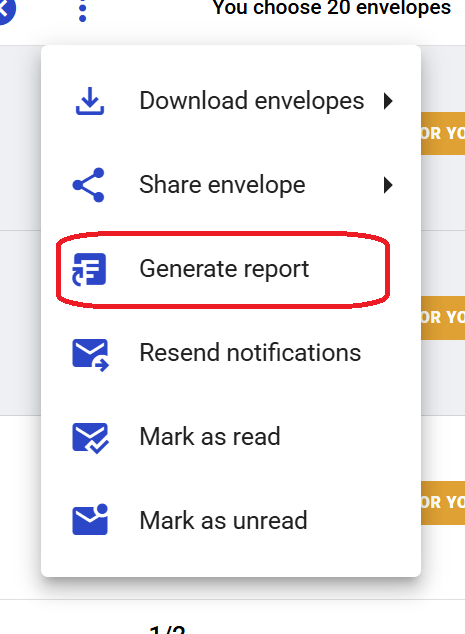 You choose 20 envelopes
Download envelopes
OR YO
Share envelope
Generate report
OR YO
Resend notifications
Mark as read
OR YO
Mark as unread
1/2